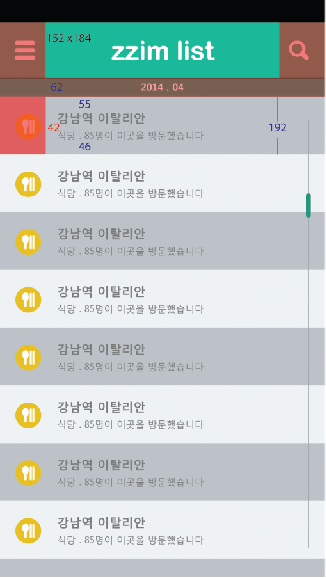 152 x 184
zzim list
62
2014 . 04
55
강남역 이탈리안
42
192
식당 . 85명이 이곳을 방문했습니다
46
강남역 이탈리안
식당 . 85명이 이곳을 방문했습니다
강남역 이탈리안
식당 . 85명이 이곳을 방문했습니다
강남역 이탈리안
식당 . 85명이 이곳을 방문했습니다
강남역 이탈리안
식당 . 85명이 이곳을 방문했습니다
강남역 이탈리안
식당 . 85명이 이곳을 방문했습니다
강남역 이탈리안
식당 . 85명이 이곳을 방문했습니다
강남역 이탈리안
식당 . 85명이 이곳을 방문했습니다